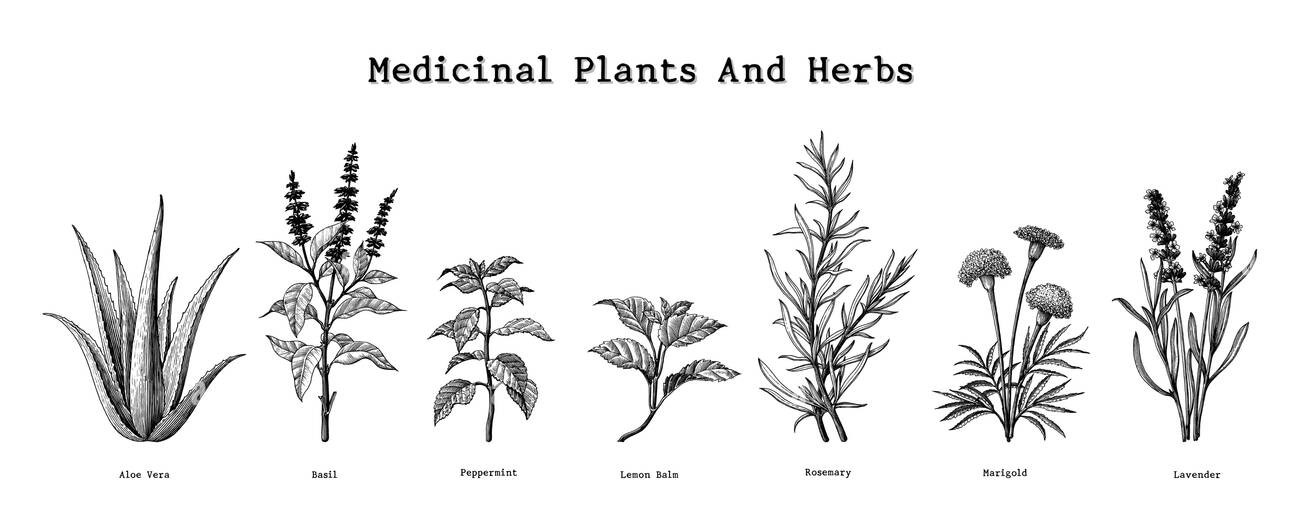 Medicinal Plants And Herbs
Aloe Vera
Basil
Peppermint
Lemon Balm
Rosemary
Marigold
Lavender